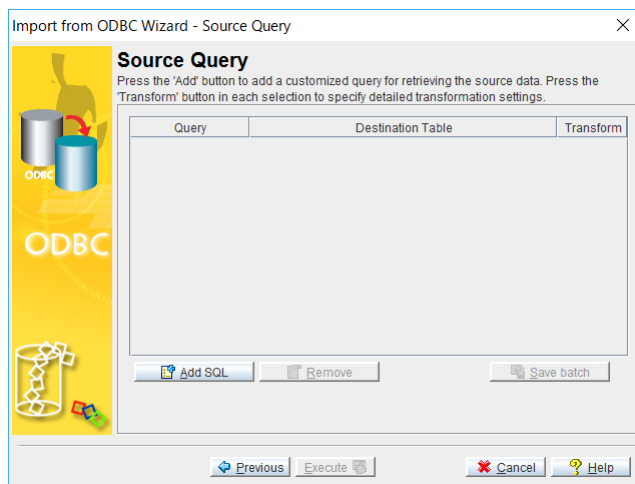 Import from ODBC Wizard - Source Query
Source Query
Press the 'Add' button to add a customized query for retrieving the source data. Press the
'Transform' button in each selection to specify detailed transformation settings.
Query Destination Table Transform
ODBC
ODBC
Add SQL Remove Save batch
Previous Execute Cancel Help